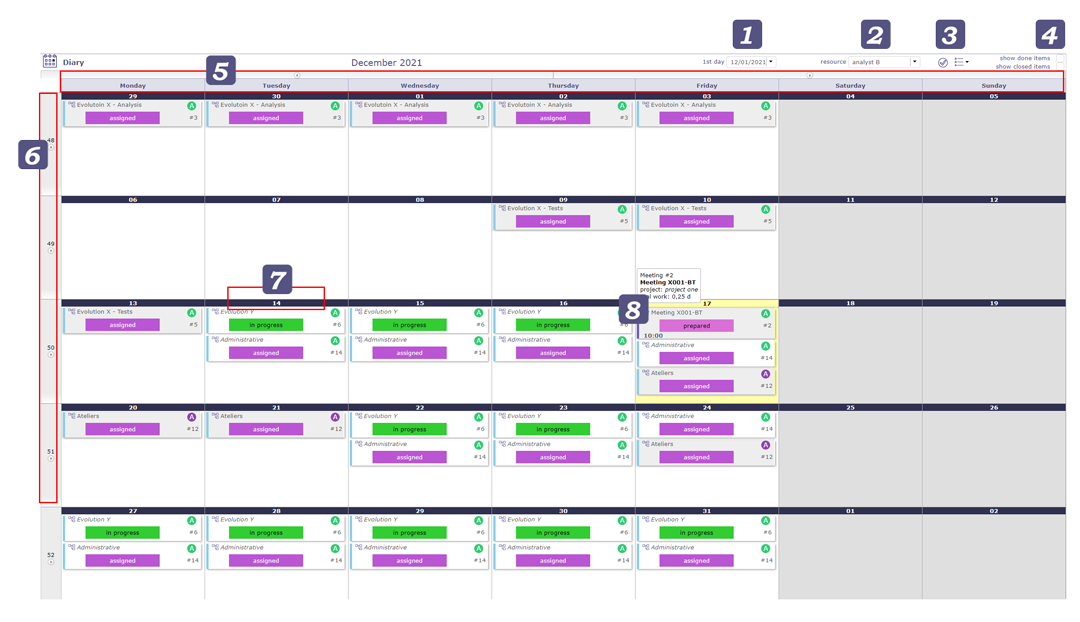 1 2 3 4
Diary December 2021 1st day 12/01/2021 resource analyst B show done items
show closed items
5
Monday Tuesday Wednesday Thursday Friday Saturday Sunday
29 30 01 02 03 04 05
Evolutoin X - Analysis A Evolutoin X - Analysis A Evolutoin X - Analysis A Evolutoin X - Analysis A Evolutoin X - Analysis A
assigned #3 assigned #3 assigned #3 assigned #3 assigned #3
48
6
06 07 08 09 10 11 12
Evolution X - Tests A Evolution X - Tests A
assigned #5 assigned #5
49
7
Meeting #2
Meeting X001-BT
project: project one
work: 0,25 d
8
13 14 15 16 17 18 19
Evolution X - Tests A Evolution Y A Evolution Y A Evolution Y Meeting X001-BT A
assigned #5 in progress #6 in progress #6 in progress #6 prepared #2
10:00
Administrative A Administrative A Administrative A Administrative A
assigned #14 assigned #14 assigned #14 assigned #14
50
Ateliers A
assigned #12
20 21 22 23 24 25 26
Ateliers A Ateliers A Evolution Y A Evolution Y A Administrative A
assigned #12 assigned #12 in progress #6 in progress #6 assigned #14
Administrative A Administrative A Ateliers A
51
assigned #14 assigned #14 assigned #12
27 28 29 30 31 01 02
Evolution Y A Evolution Y A Evolution Y A Evolution Y A Evolution Y A
in progress #6 in progress #6 in progress #6 in progress #6 in progress #6
Administrative A Administrative A Administrative A Administrative A Administrative A
52
assigned #14 assigned #14 assigned #14 assigned #14 assigned #14